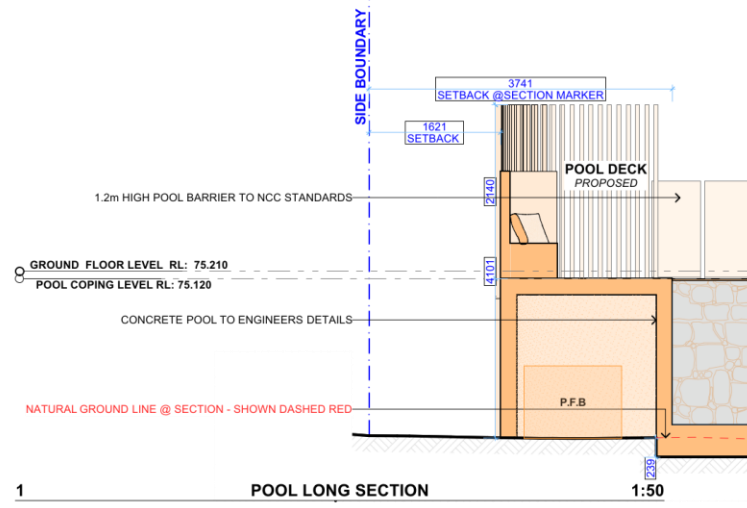 SIDE BOUNDARY
3741
SETBACK @SECTION MARKER
1621
SETBACK
POOL DECK
PROPOSED
1.2m HIGH POOL BARRIER TO NCC STANDARDS
2140
GROUND FLOOR LEVEL RL: 75.210
POOL COPING LEVEL RL: 75.120
4101
CONCRETE POOL TO ENGINEERS DETAILS
P.F.B
NATURAL GROUND LINE @ SECTION - SHOWN DASHED RED
239
1 POOL LONG SECTION 1:50